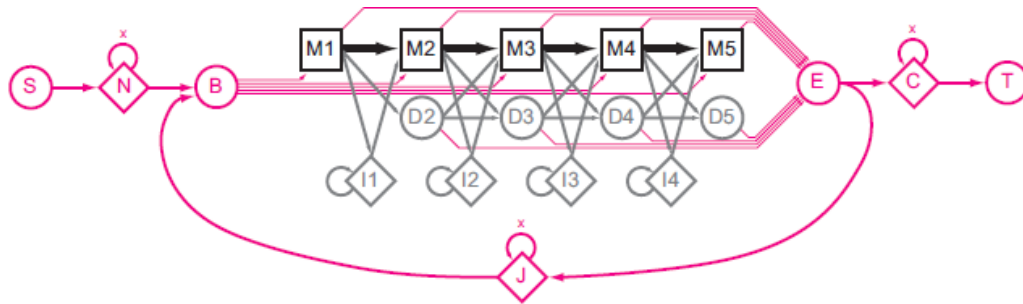 x x
M1 M2 M3 M4 M5
S N B E C T
D2 D3 D4 D5
I1 I2 I3 I4
x
J